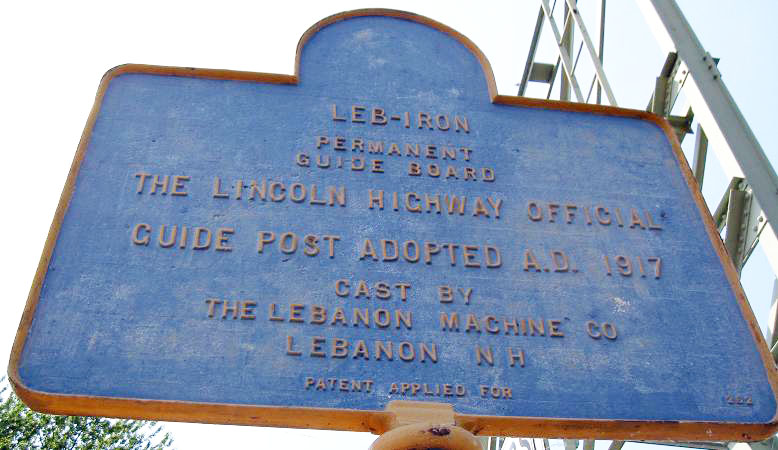 LEB-IRON
PERMANENT
GUIDE BOARD
THE LINCOLN HIGHWAY OFFICIAL
GUIDE POST ADOPTED A.D. 1917
CAST BY
THE LEBANON MACHINE CO
LEBANON N H
PATENT APPLIED FOR
262